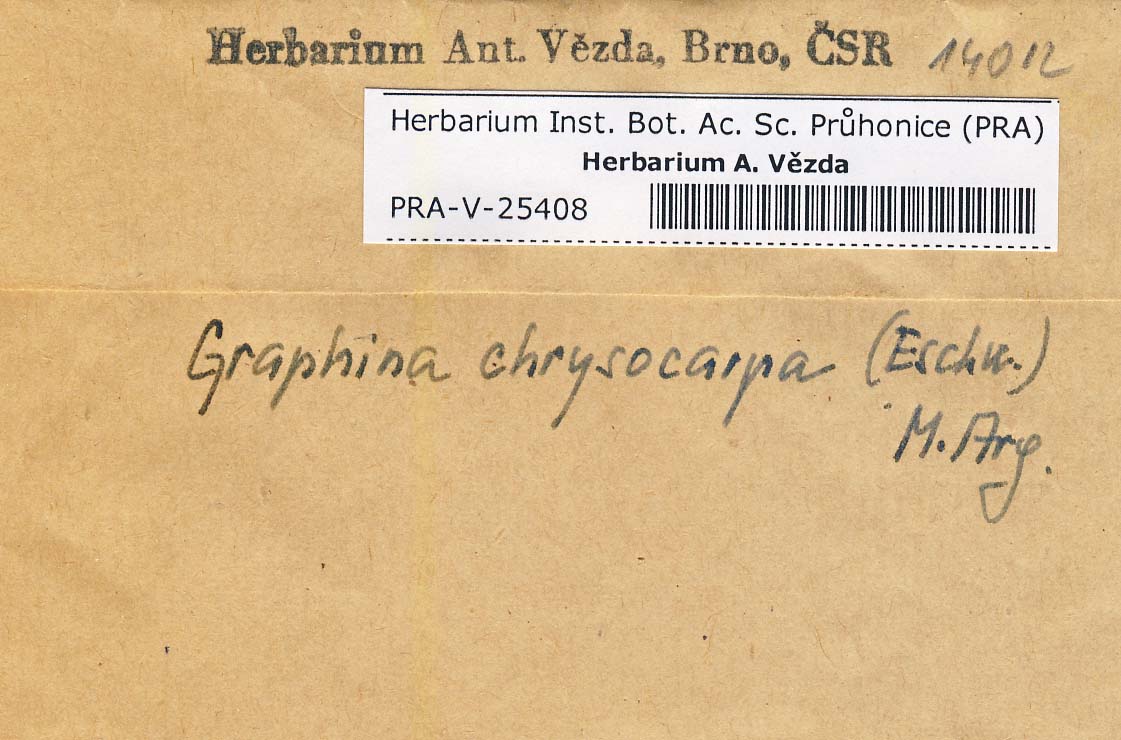 Herbarium Ant. Vězda, Brno, ČSR 14012
Herbarium Inst. Bot. Ac. Sc. Průhonice (PRA)
Herbarium A. Vězda
PRA-V-25408
Graphina chrysocarpa (Eschw.)
M. Arg.